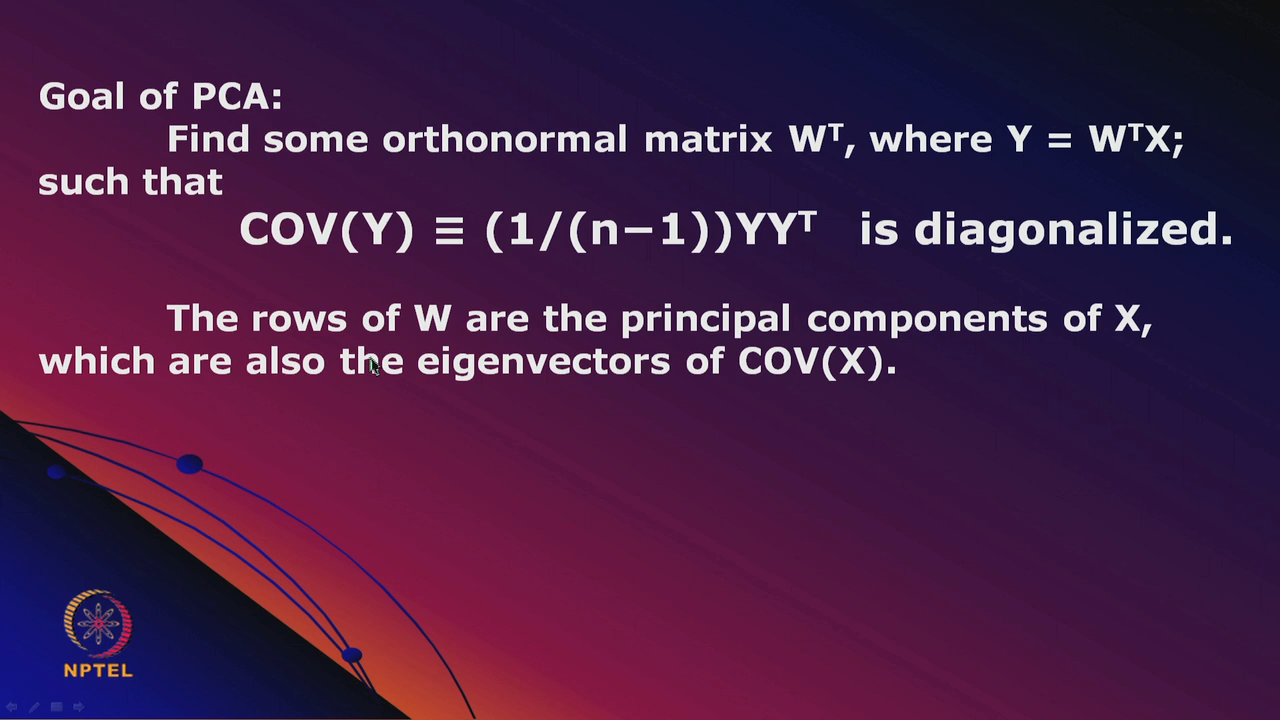 Goal of PCA:
Find some orthonormal matrix Wᵀ, where Y = WᵀX;
such that
COV(Y) ≡ (1/(n−1))YYᵀ is diagonalized.
The rows of W are the principal components of X,
which are also the eigenvectors of COV(X).
NPTEL